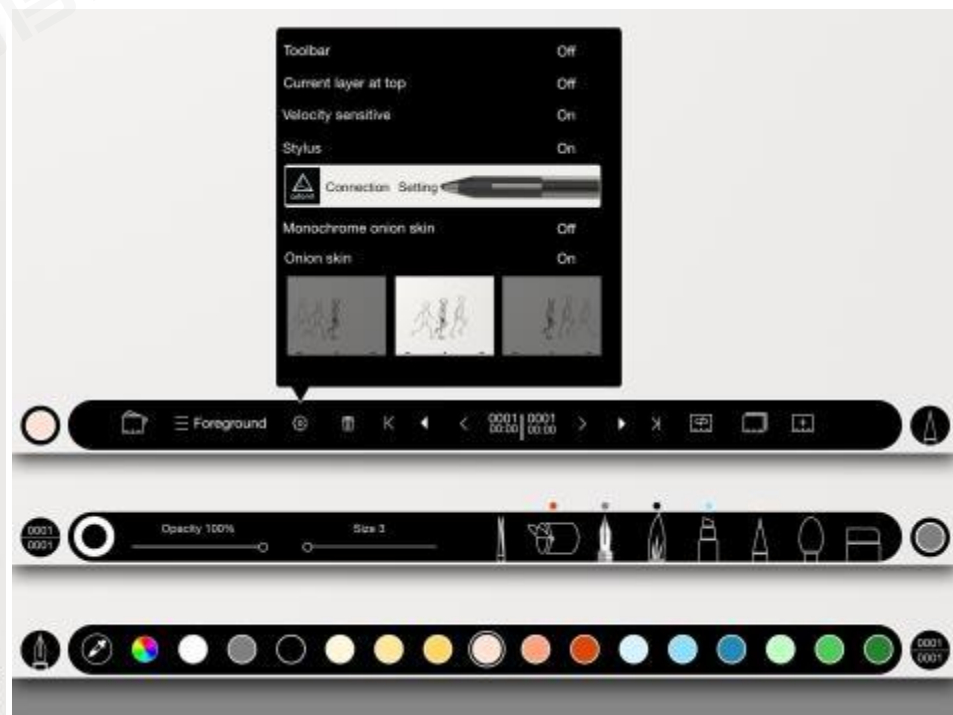 Toolbar Off
Current layer at top Off
Velocity sensitive On
Stylus On
adonit Connection Setting
Monochrome onion skin Off
Onion skin On
Foreground
0001 0001
00:00 00:00
Opacity 100% Size 3
0001
0001
0001
0001